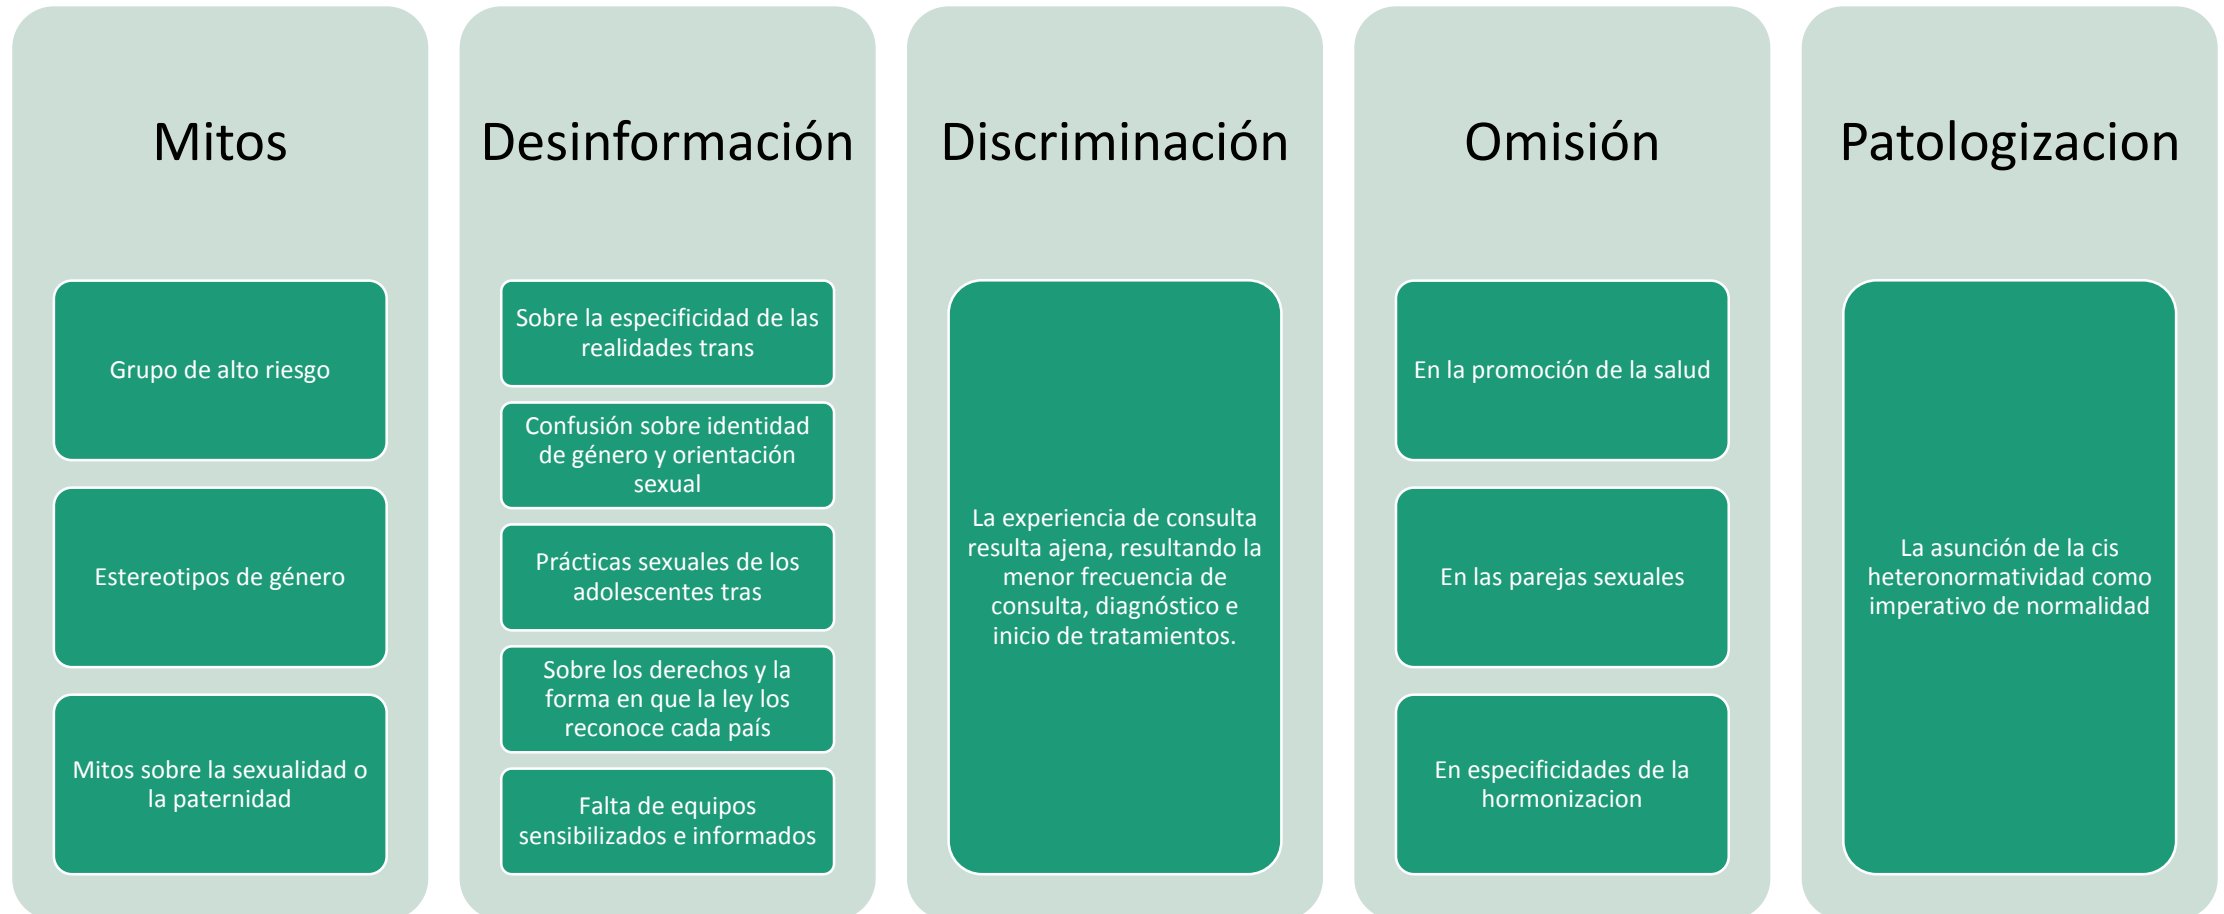 Mitos
Grupo de alto riesgo
Estereotipos de género
Mitos sobre la sexualidad o
la paternidad
Desinformación
Sobre la especificidad de las
realidades trans
Confusión sobre identidad
de género y orientación
sexual
Prácticas sexuales de los
adolescentes tras
Sobre los derechos y la
forma en que la ley los
reconoce cada país
Falta de equipos
sensibilizados e informados
Discriminación
La experiencia de consulta
resulta ajena, resultando la
menor frecuencia de
consulta, diagnóstico e
inicio de tratamientos.
Omisión
En la promoción de la salud
En las parejas sexuales
En especificidades de la
hormonizacion
Patologizacion
La asunción de la cis
heteronormatividad como
imperativo de normalidad